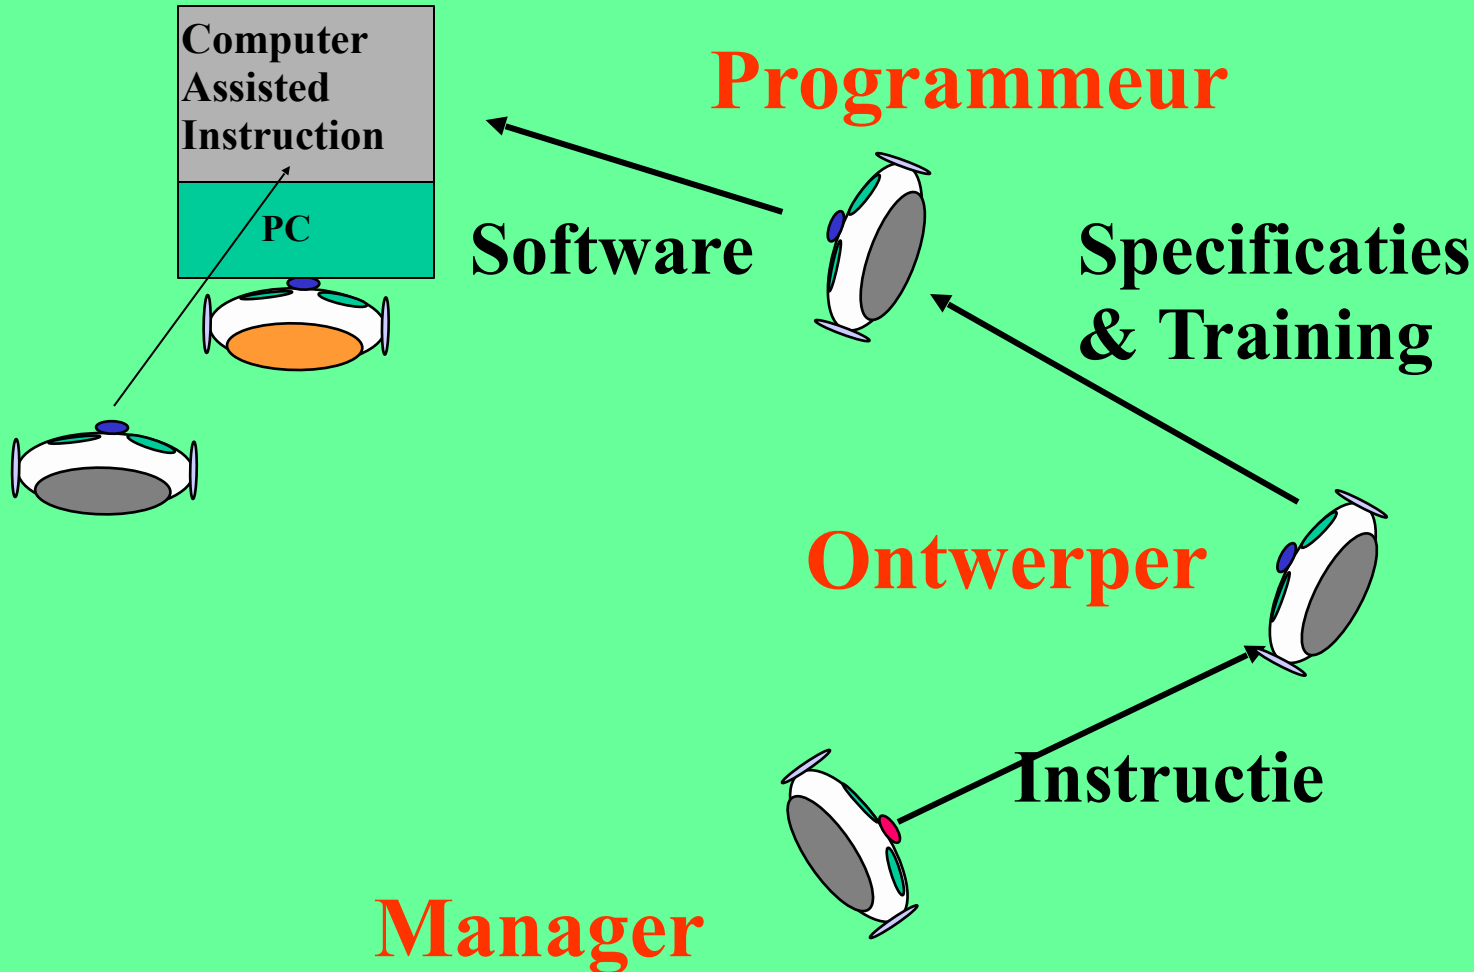 Computer
Assisted
Instruction
PC
Programmeur
Software
Specificaties
& Training
Ontwerper
Instructie
Manager